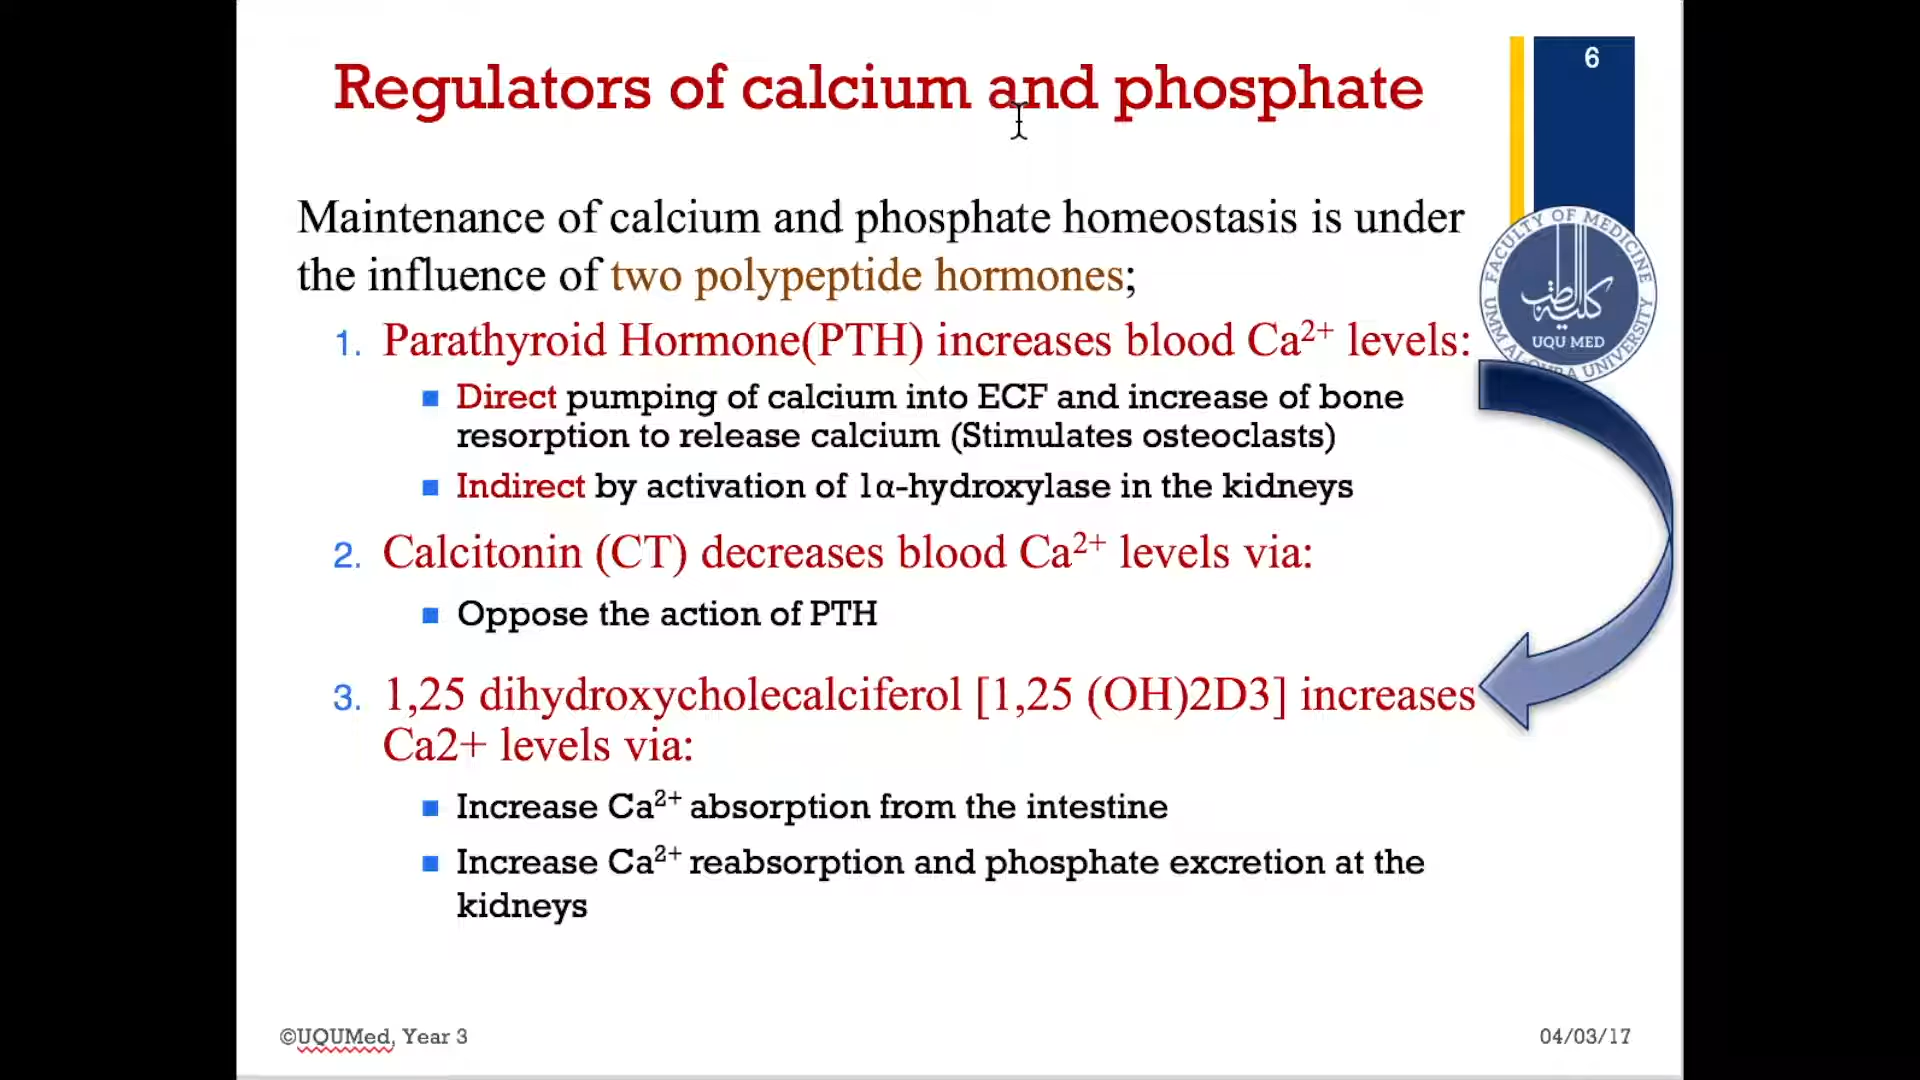 6
Regulators of calcium and phosphate
Maintenance of calcium and phosphate homeostasis is under
the influence of two polypeptide hormones;
1. Parathyroid Hormone(PTH) increases blood Ca²⁺ levels:
Direct pumping of calcium into ECF and increase of bone
resorption to release calcium (Stimulates osteoclasts)
Indirect by activation of 1α-hydroxylase in the kidneys
2. Calcitonin (CT) decreases blood Ca²⁺ levels via:
Oppose the action of PTH
3. 1,25 dihydroxycholecalciferol [1,25 (OH)2D3] increases
Ca2+ levels via:
Increase Ca²⁺ absorption from the intestine
Increase Ca²⁺ reabsorption and phosphate excretion at the
kidneys
FACULTY OF MEDICINE
كلية الطب
UQU MED
UNIVERSITY
©UQUMed, Year 3
04/03/17